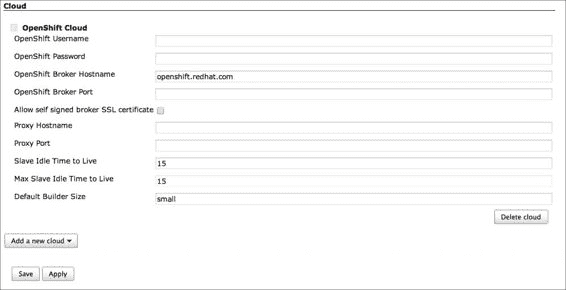 Cloud
OpenShift Cloud
OpenShift Username
OpenShift Password
OpenShift Broker Hostname openshift.redhat.com
OpenShift Broker Port
Allow self signed broker SSL certificate
Proxy Hostname
Proxy Port
Slave Idle Time to Live 15
Max Slave Idle Time to Live 15
Default Builder Size small
Delete cloud
Add a new cloud
Save Apply